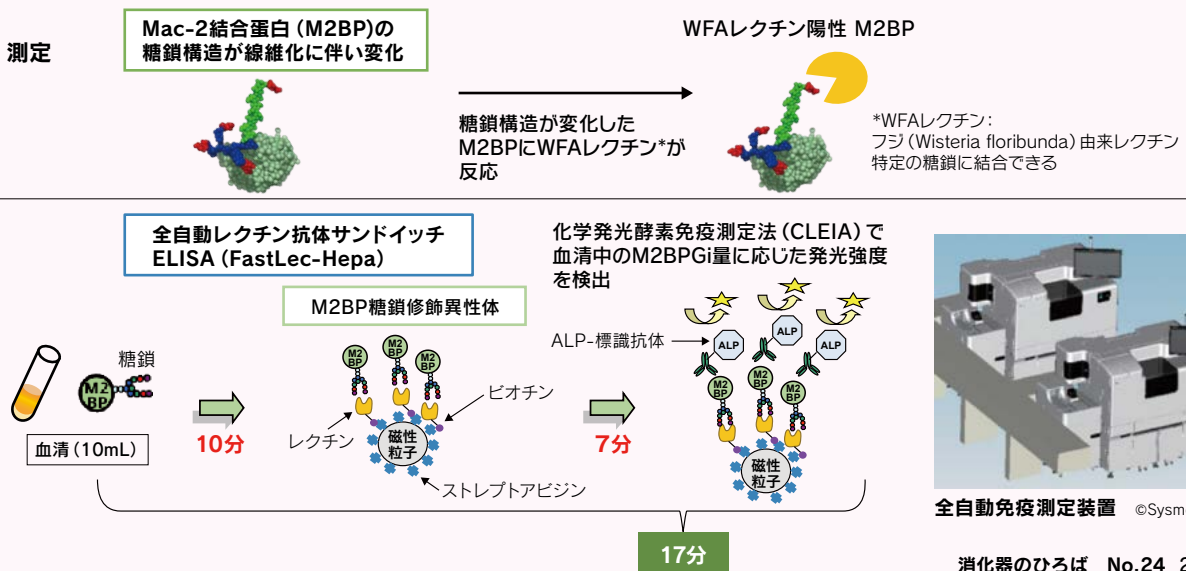 測定
Mac-2結合蛋白(M2BP)の
糖鎖構造が線維化に伴い変化
糖鎖構造が変化した
M2BPにWFAレクチン*が
反応
WFAレクチン陽性 M2BP
*WFAレクチン:
フジ(Wisteria floribunda)由来レクチン
特定の糖鎖に結合できる
全自動レクチン抗体サンドイッチ
ELISA(FastLec-Hepa)
化学発光酵素免疫測定法(CLEIA)で
血清中のM2BPGi量に応じた発光強度
を検出
M2BP糖鎖修飾異性体
糖鎖
M2
BP
血清(10mL)
10分
M2
BP
M2
BP
M2
BP
レクチン
ビオチン
磁性
粒子
ストレプトアビジン
7分
ALP-標識抗体
ALP
ALP
ALP
M2
BP
M2
BP
M2
BP
磁性
粒子
17分
全自動免疫測定装置 ©Sysm
消化器のひろば No.24 2